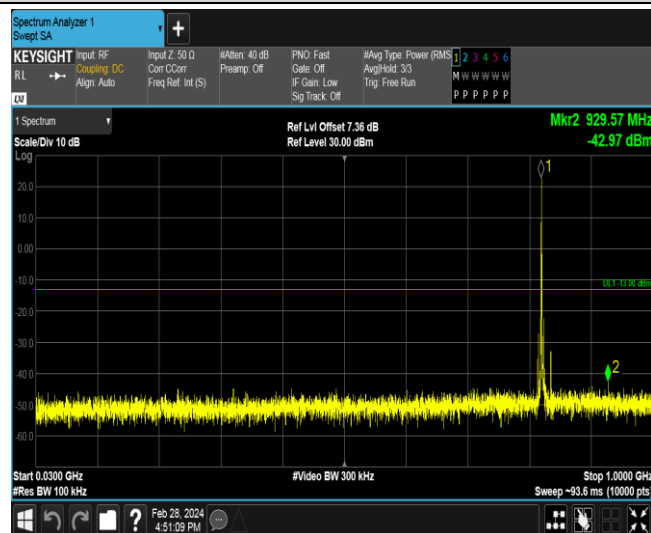 Spectrum Analyzer 1
Swept SA
KEYSIGHT
RL
LXI
Input: RF
Coupling: DC
Align: Auto
Input Z: 50 Ω
Corr CCorr
Freq Ref: Int (S)
#Atten: 40 dB
Preamp: Off
PNO: Fast
Gate: Off
IF Gain: Low
Sig Track: Off
#Avg Type: Power (RMS
Avg|Hold: 3/3
Trig: Free Run
1 2 3 4 5 6
M W W W W W
P P P P P P
1 Spectrum
Scale/Div 10 dB
Log
Ref Lvl Offset 7.36 dB
Ref Level 30.00 dBm
Mkr2 929.57 MHz
-42.97 dBm
1
20.0
10.0
0.00
-10.0
DL1 -13.00 dBm
-20.0
-30.0
-40.0
2
-50.0
-60.0
Start 0.0300 GHz
#Res BW 100 kHz
#Video BW 300 kHz
Stop 1.0000 GHz
Sweep ~93.6 ms (10000 pts
?
Feb 28, 2024
4:51:09 PM